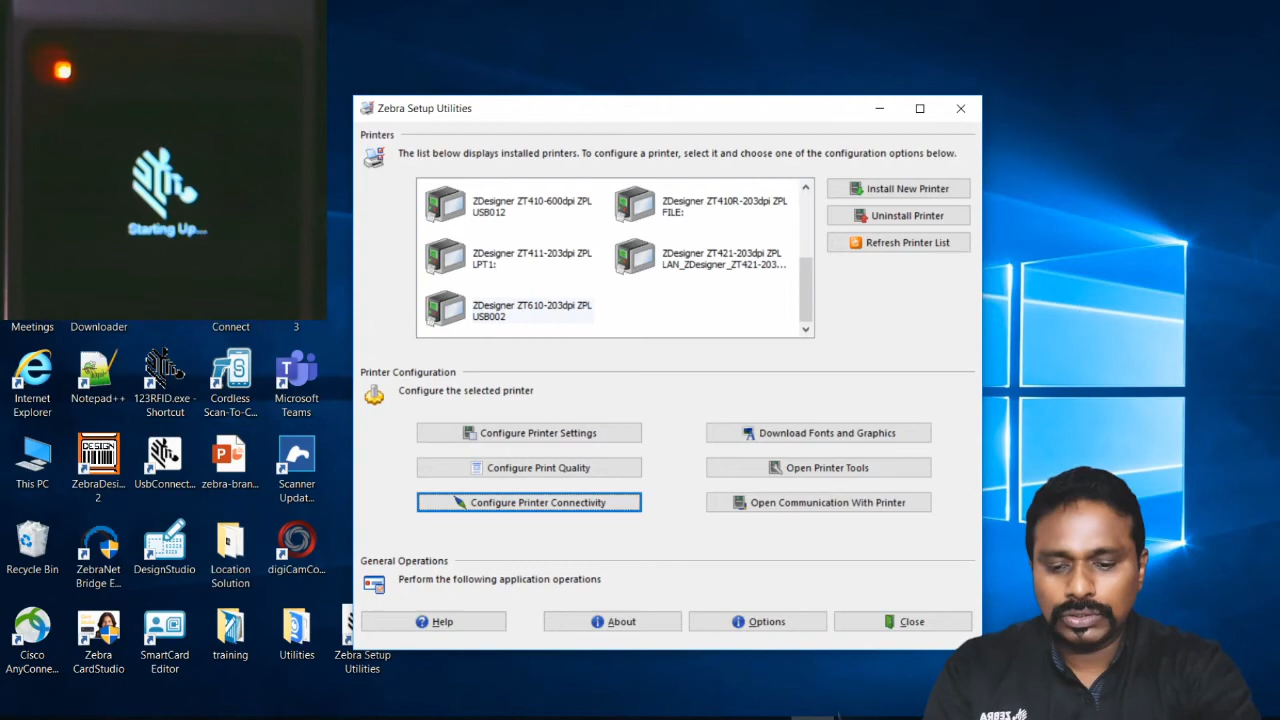 Starting Up...
Zebra Setup Utilities
Printers
The list below displays installed printers. To configure a printer, select it and choose one of the configuration options below.
ZDesigner ZT410-600dpi ZPL
USB012
ZDesigner ZT410R-203dpi ZPL
FILE:
ZDesigner ZT411-203dpi ZPL
LPT1:
ZDesigner ZT421-203dpi ZPL
LAN_ZDesigner_ZT421-203...
ZDesigner ZT610-203dpi ZPL
USB002
Install New Printer
Uninstall Printer
Refresh Printer List
Printer Configuration
Configure the selected printer
Configure Printer Settings
Download Fonts and Graphics
Configure Print Quality
Open Printer Tools
Configure Printer Connectivity
Open Communication With Printer
General Operations
Perform the following application operations
Help
About
Options
Close
Meetings
Downloader
Connect
3
Internet
Explorer
Notepad++
123RFID.exe -
Shortcut
Cordless
Scan-To-C...
Microsoft
Teams
This PC
DESIGN
ZebraDesi...
2
UsbConnect...
zebra-bran...
Scanner
Updat...
Recycle Bin
ZebraNet
Bridge E...
DesignStudio
Location
Solution
digiCamCo...
Cisco
AnyConne...
Zebra
CardStudio
SmartCard
Editor
training
Utilities
Zebra Setup
Utilities
ZEBRA